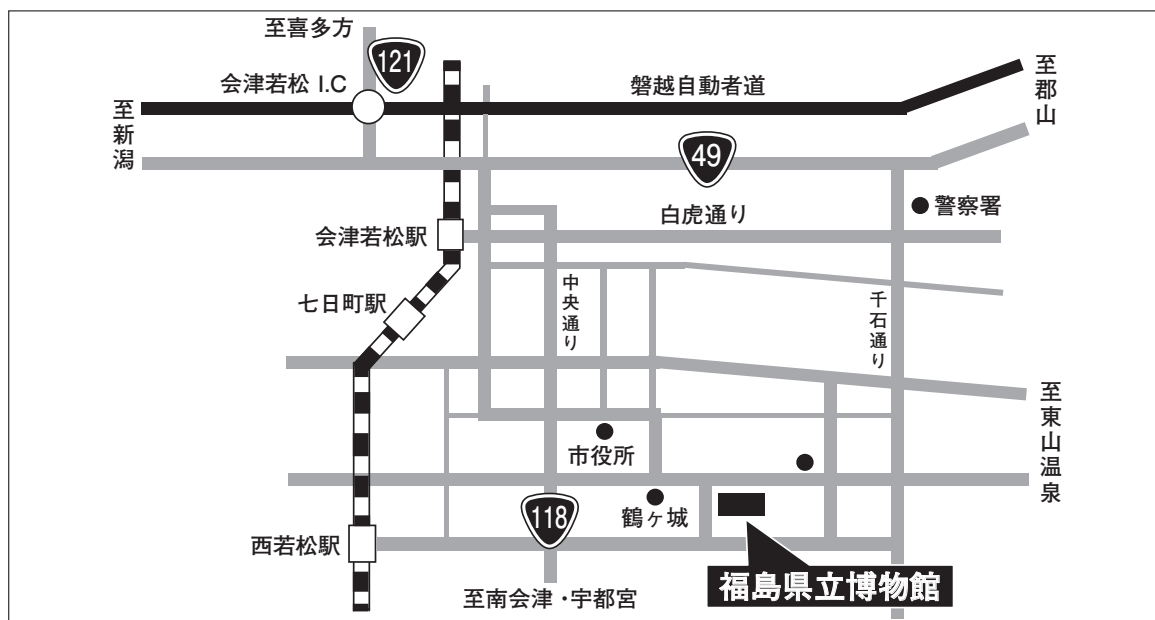 至喜多方
121
会津若松 I.C
磐越自動者道
至郡山
至新潟
49
警察署
白虎通り
会津若松駅
中央通り
千石通り
七日町駅
至東山温泉
市役所
鶴ヶ城
118
西若松駅
福島県立博物館
至南会津・宇都宮